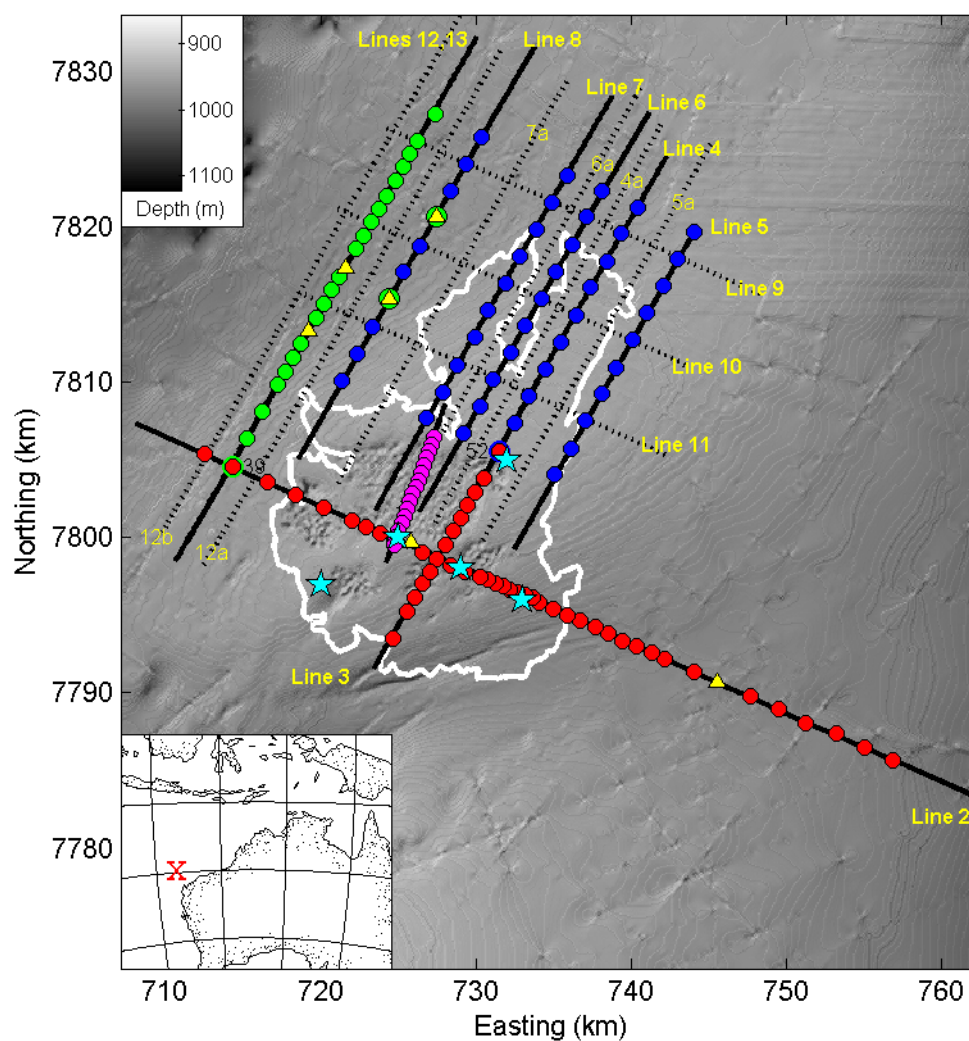 Lines 12,13
Line 8
900
7830
Line 7
1000
Line 6
7a
Line 4
1100
6a
4a
Depth (m)
5a
7820
Line 5
Line 9
7810
Line 10
Line 11
52
39
7800
12b
12a
Northing (km)
Line 3
7790
X
Line 2
7780
710
720
730
740
750
760
Easting (km)